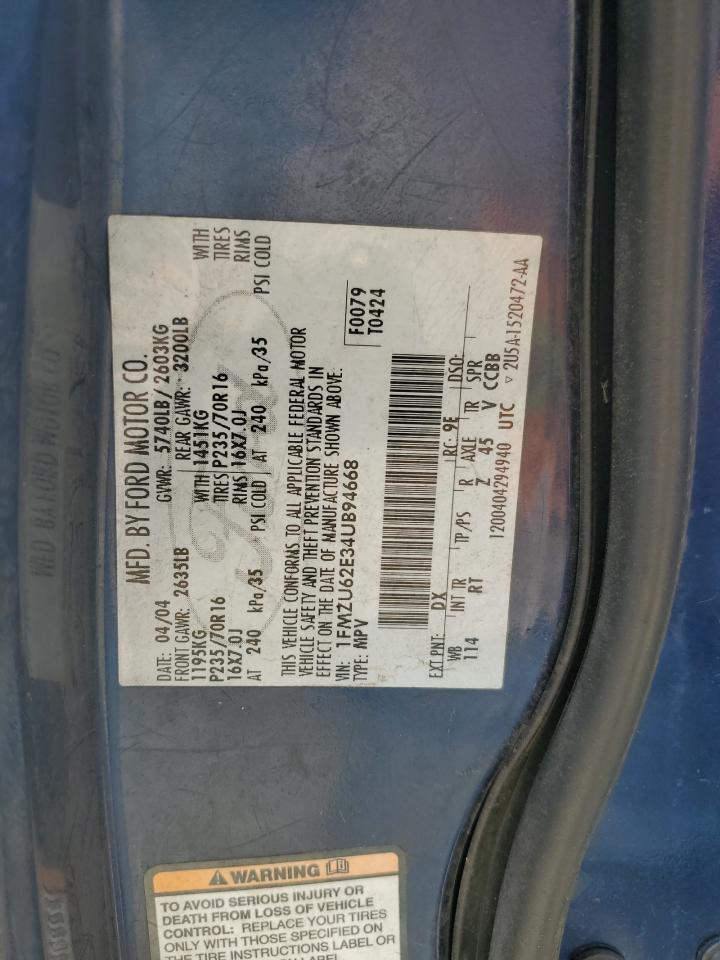 MFD. BY FORD MOTOR CO.
DATE: 04/04 GVWR: 5740LB / 2603KG
FRONT GAWR: 2635LB REAR GAWR: 3200LB
1195KG WITH 1451KG WITH
P235/70R16 TIRES P235/70R16 TIRES
16X7.0J RIMS 16X7.0J RIMS
AT 240 kPa/35 PSI COLD AT 240 kPa/35 PSI COLD
THIS VEHICLE CONFORMS TO ALL APPLICABLE FEDERAL MOTOR
VEHICLE SAFETY AND THEFT PREVENTION STANDARDS IN
EFFECT ON THE DATE OF MANUFACTURE SHOWN ABOVE.
VIN: 1FMZU62E34UB94668 F0079
TYPE: MPV T0424
EXT PNT: DX RC: 9E DSO:
WB INT TR TP/PS R AXLE TR SPR
114 RT Z 45 V CCBB
1200404294940 UTC ▽ 2U5A-1520472-AA
Ford
⚠ WARNING
TO AVOID SERIOUS INJURY OR
DEATH FROM LOSS OF VEHICLE
CONTROL: REPLACE YOUR TIRES
ONLY WITH THOSE SPECIFIED ON
THE TIRE INSTRUCTIONS LABEL OR